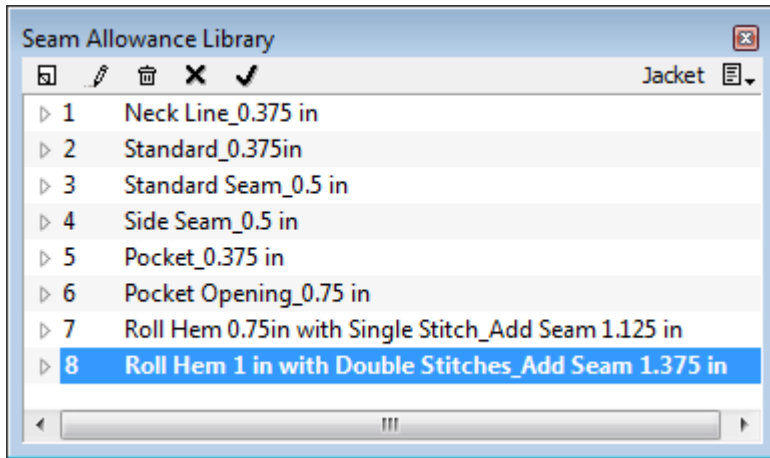 Seam Allowance Library
Jacket
1 Neck Line_0.375 in
2 Standard_0.375in
3 Standard Seam_0.5 in
4 Side Seam_0.5 in
5 Pocket_0.375 in
6 Pocket Opening_0.75 in
7 Roll Hem 0.75in with Single Stitch_Add Seam 1.125 in
8 Roll Hem 1 in with Double Stitches_Add Seam 1.375 in